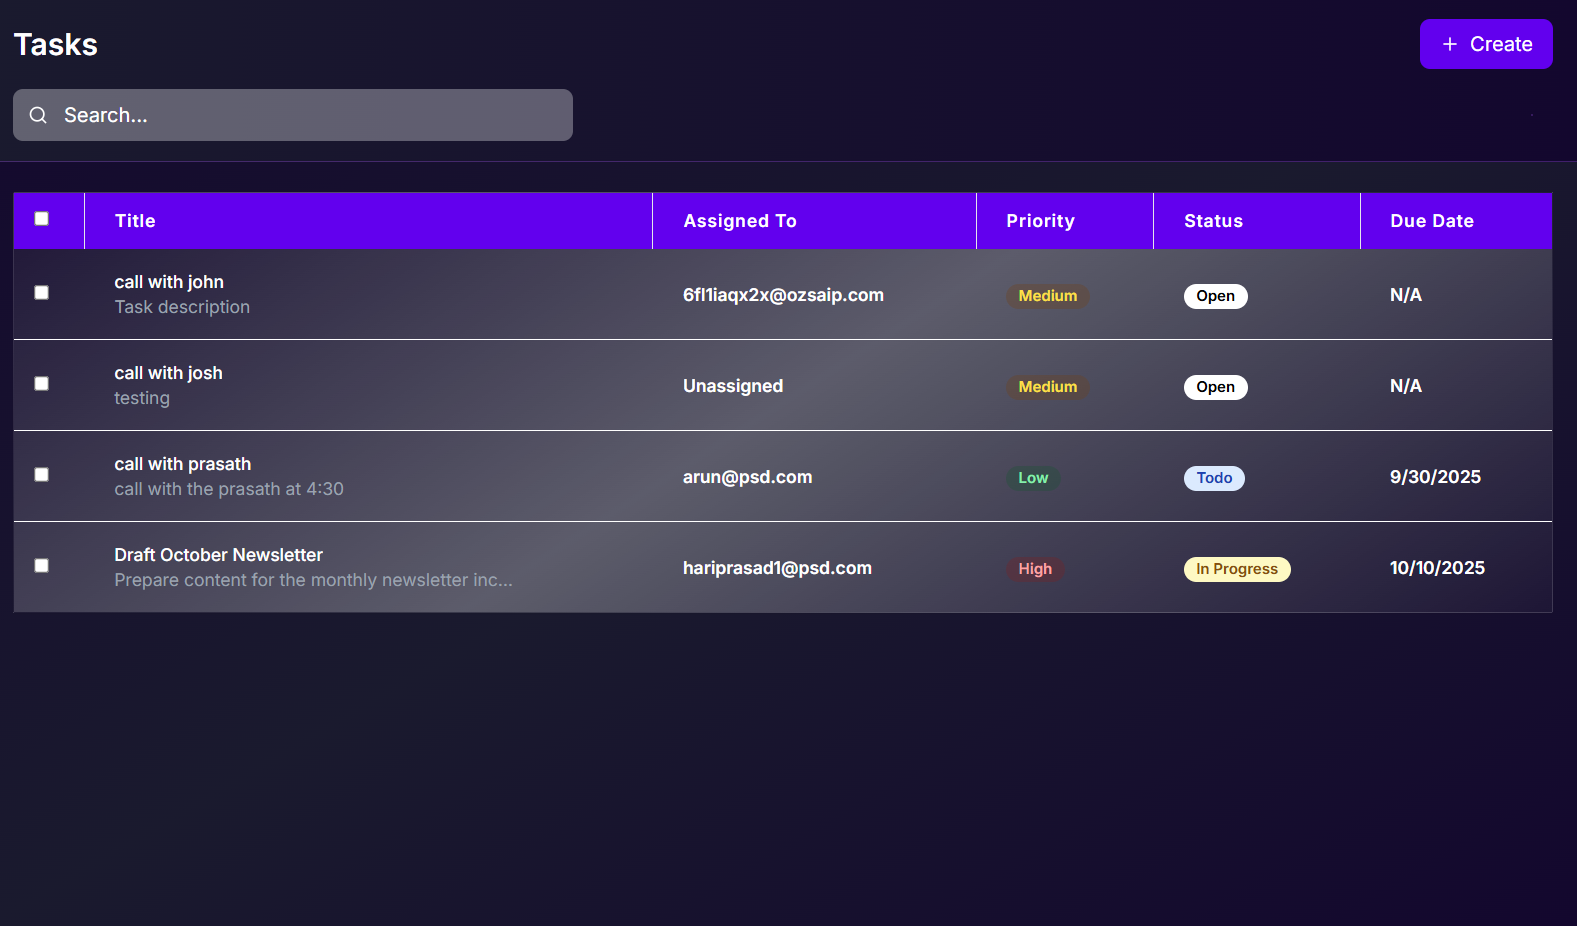 Tasks
+ Create
Search...
Title Assigned To Priority Status Due Date
call with john
Task description
6fl1iaqx2x@ozsaip.com Medium Open N/A
call with josh
testing
Unassigned Medium Open N/A
call with prasath
call with the prasath at 4:30
arun@psd.com Low Todo 9/30/2025
Draft October Newsletter
Prepare content for the monthly newsletter inc...
hariprasad1@psd.com High In Progress 10/10/2025